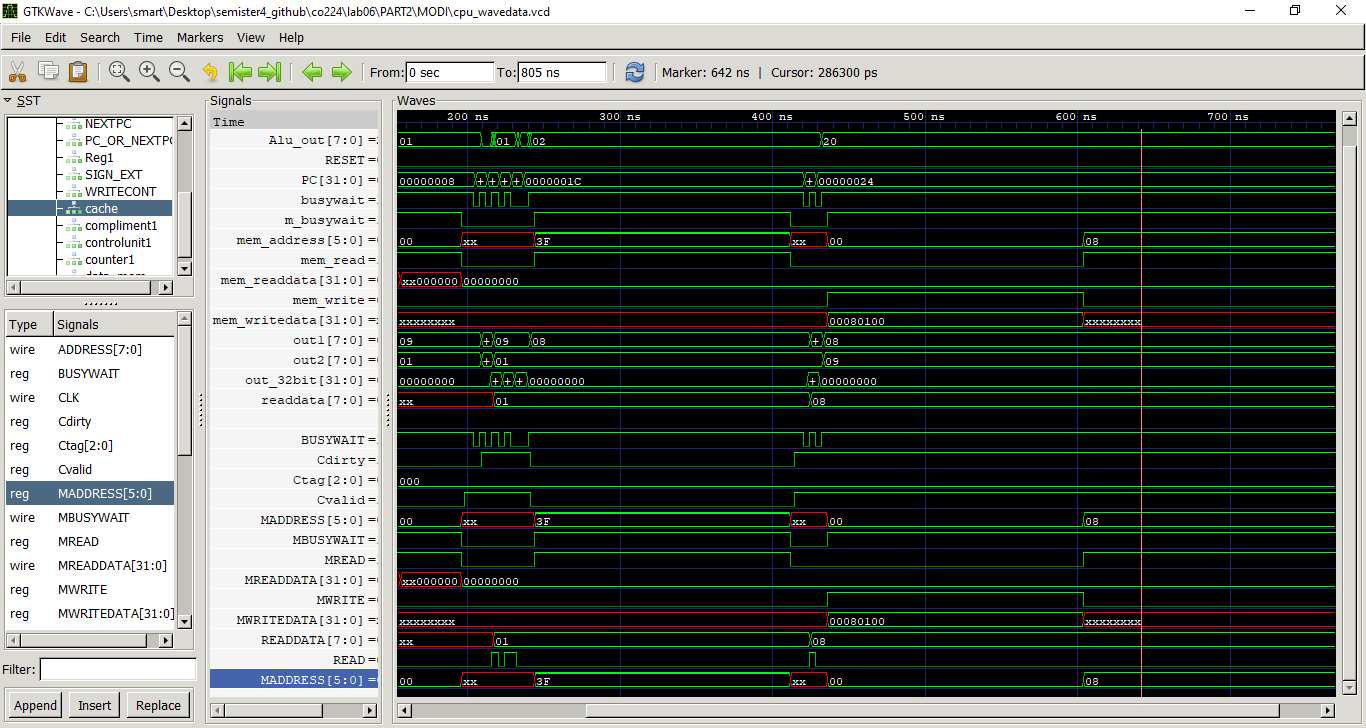 GTKWave - C:\Users\smart\Desktop\semister4_github\co224\lab06\PART2\MODI\cpu_wavedata.vcd
File Edit Search Time Markers View Help
From: 0 sec To: 805 ns Marker: 642 ns | Cursor: 286300 ps
SST
NEXTPC
PC_OR_NEXTPC
Reg1
SIGN_EXT
WRITECONT
cache
compliment1
controlunit1
counter1
Type Signals
wire ADDRESS[7:0]
reg BUSYWAIT
wire CLK
reg Cdirty
reg Ctag[2:0]
reg Cvalid
reg MADDRESS[5:0]
wire MBUSYWAIT
reg MREAD
wire MREADDATA[31:0]
reg MWRITE
reg MWRITEDATA[31:0]
Filter:
Append Insert Replace
Signals
Time
Alu_out[7:0] =
RESET =
PC[31:0] =
busywait =
m_busywait =
mem_address[5:0] =
mem_read =
mem_readdata[31:0] =
mem_write =
mem_writedata[31:0] =
out1[7:0] =
out2[7:0] =
out_32bit[31:0] =
readdata[7:0] =
BUSYWAIT =
Cdirty =
Ctag[2:0] =
Cvalid =
MADDRESS[5:0] =
MBUSYWAIT =
MREAD =
MREADDATA[31:0] =
MWRITE =
MWRITEDATA[31:0] =
READDATA[7:0] =
READ =
MADDRESS[5:0] =
Waves
200 ns 300 ns 400 ns 500 ns 600 ns 700 ns
01 01 02 20
00000008 + + + + 0000001C + 00000024
00 xx 3F xx 00 08
xx000000 00000000
xxxxxxxx 00080100 xxxxxxxx
09 + 09 08 + 08
01 + 01 09
00000000 + + + 00000000 + 00000000
xx 01 08
000
00 xx 3F xx 00 08
xx000000 00000000
xxxxxxxx 00080100 xxxxxxxx
xx 01 08
00 xx 3F xx 00 08